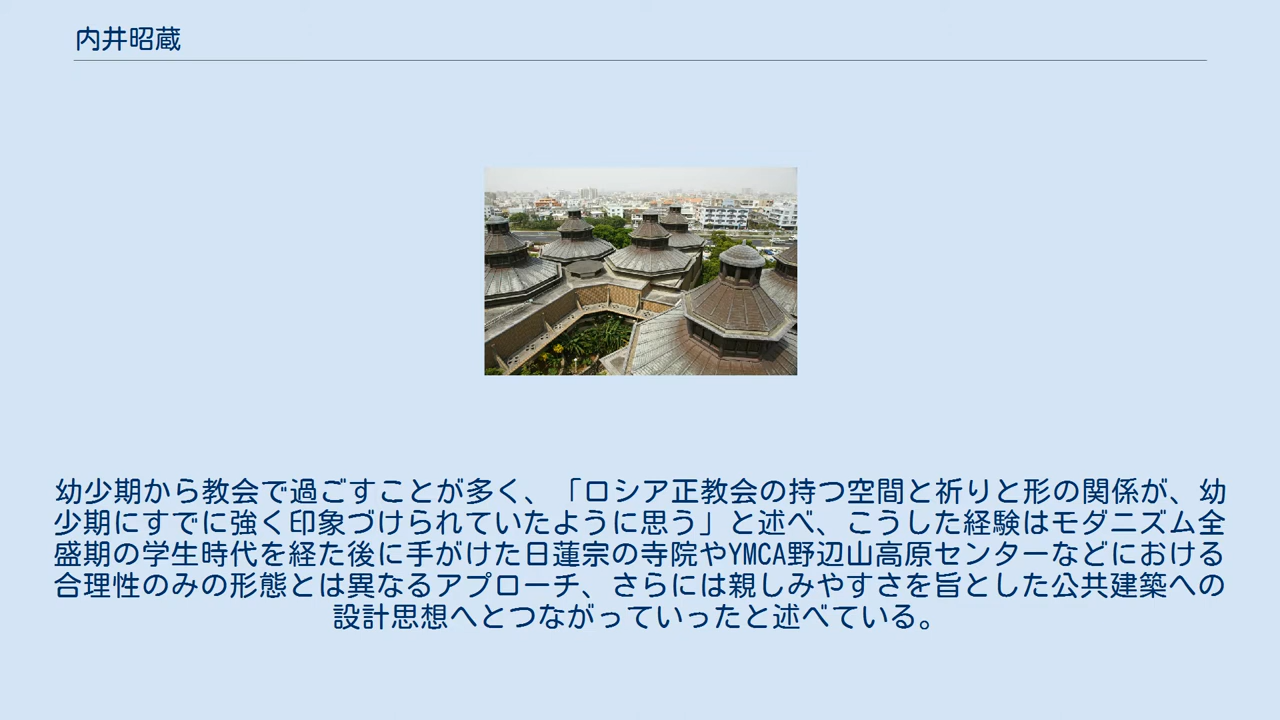 内井昭蔵
幼少期から教会で過ごすことが多く、「ロシア正教会の持つ空間と祈りと形の関係が、幼
少期にすでに強く印象づけられていたように思う」と述べ、こうした経験はモダニズム全
盛期の学生時代を経た後に手がけた日蓮宗の寺院やYMCA野辺山高原センターなどにおける
合理性のみの形態とは異なるアプローチ、さらには親しみやすさを旨とした公共建築への
設計思想へとつながっていったと述べている。